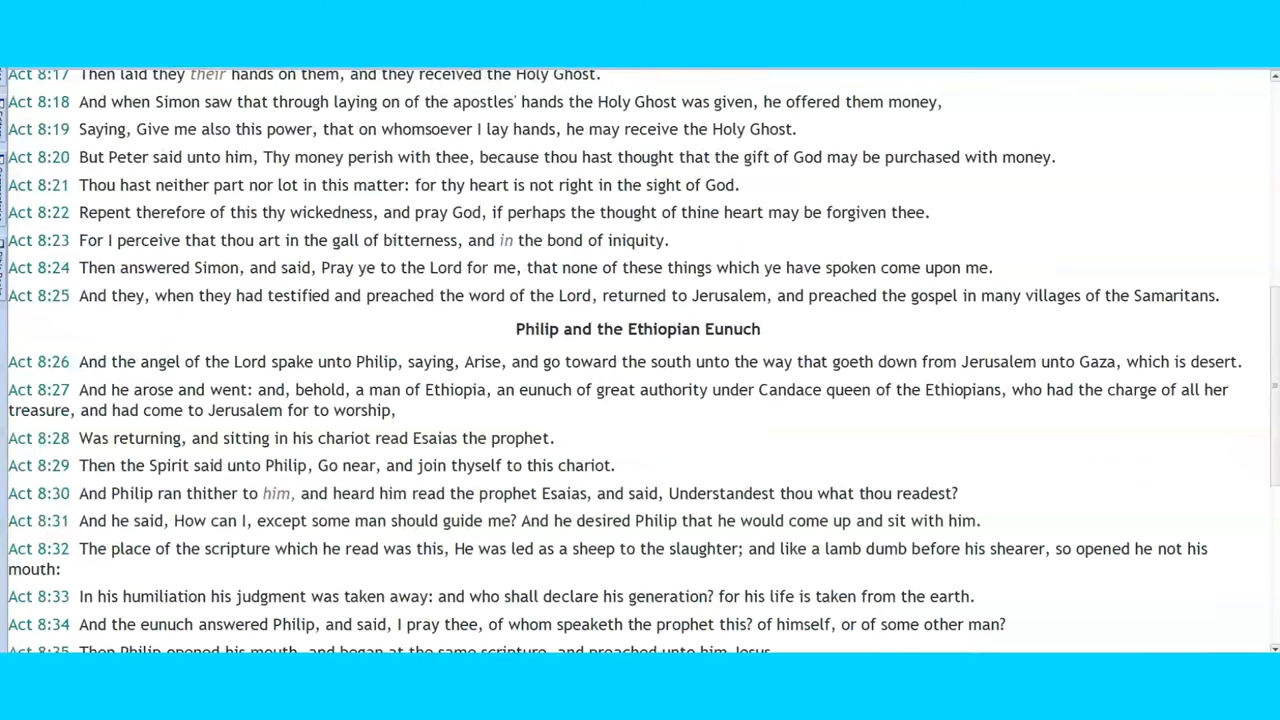 Act 8:17 Then laid they their hands on them, and they received the Holy Ghost.
Act 8:18 And when Simon saw that through laying on of the apostles' hands the Holy Ghost was given, he offered them money,
Act 8:19 Saying, Give me also this power, that on whomsoever I lay hands, he may receive the Holy Ghost.
Act 8:20 But Peter said unto him, Thy money perish with thee, because thou hast thought that the gift of God may be purchased with money.
Act 8:21 Thou hast neither part nor lot in this matter: for thy heart is not right in the sight of God.
Act 8:22 Repent therefore of this thy wickedness, and pray God, if perhaps the thought of thine heart may be forgiven thee.
Act 8:23 For I perceive that thou art in the gall of bitterness, and in the bond of iniquity.
Act 8:24 Then answered Simon, and said, Pray ye to the Lord for me, that none of these things which ye have spoken come upon me.
Act 8:25 And they, when they had testified and preached the word of the Lord, returned to Jerusalem, and preached the gospel in many villages of the Samaritans.
Philip and the Ethiopian Eunuch
Act 8:26 And the angel of the Lord spake unto Philip, saying, Arise, and go toward the south unto the way that goeth down from Jerusalem unto Gaza, which is desert.
Act 8:27 And he arose and went: and, behold, a man of Ethiopia, an eunuch of great authority under Candace queen of the Ethiopians, who had the charge of all her
treasure, and had come to Jerusalem for to worship,
Act 8:28 Was returning, and sitting in his chariot read Esaias the prophet.
Act 8:29 Then the Spirit said unto Philip, Go near, and join thyself to this chariot.
Act 8:30 And Philip ran thither to him, and heard him read the prophet Esaias, and said, Understandest thou what thou readest?
Act 8:31 And he said, How can I, except some man should guide me? And he desired Philip that he would come up and sit with him.
Act 8:32 The place of the scripture which he read was this, He was led as a sheep to the slaughter; and like a lamb dumb before his shearer, so opened he not his
mouth:
Act 8:33 In his humiliation his judgment was taken away: and who shall declare his generation? for his life is taken from the earth.
Act 8:34 And the eunuch answered Philip, and said, I pray thee, of whom speaketh the prophet this? of himself, or of some other man?
Act 8:35 Then Philip opened his mouth, and began at the same scripture, and preached unto him Jesus.